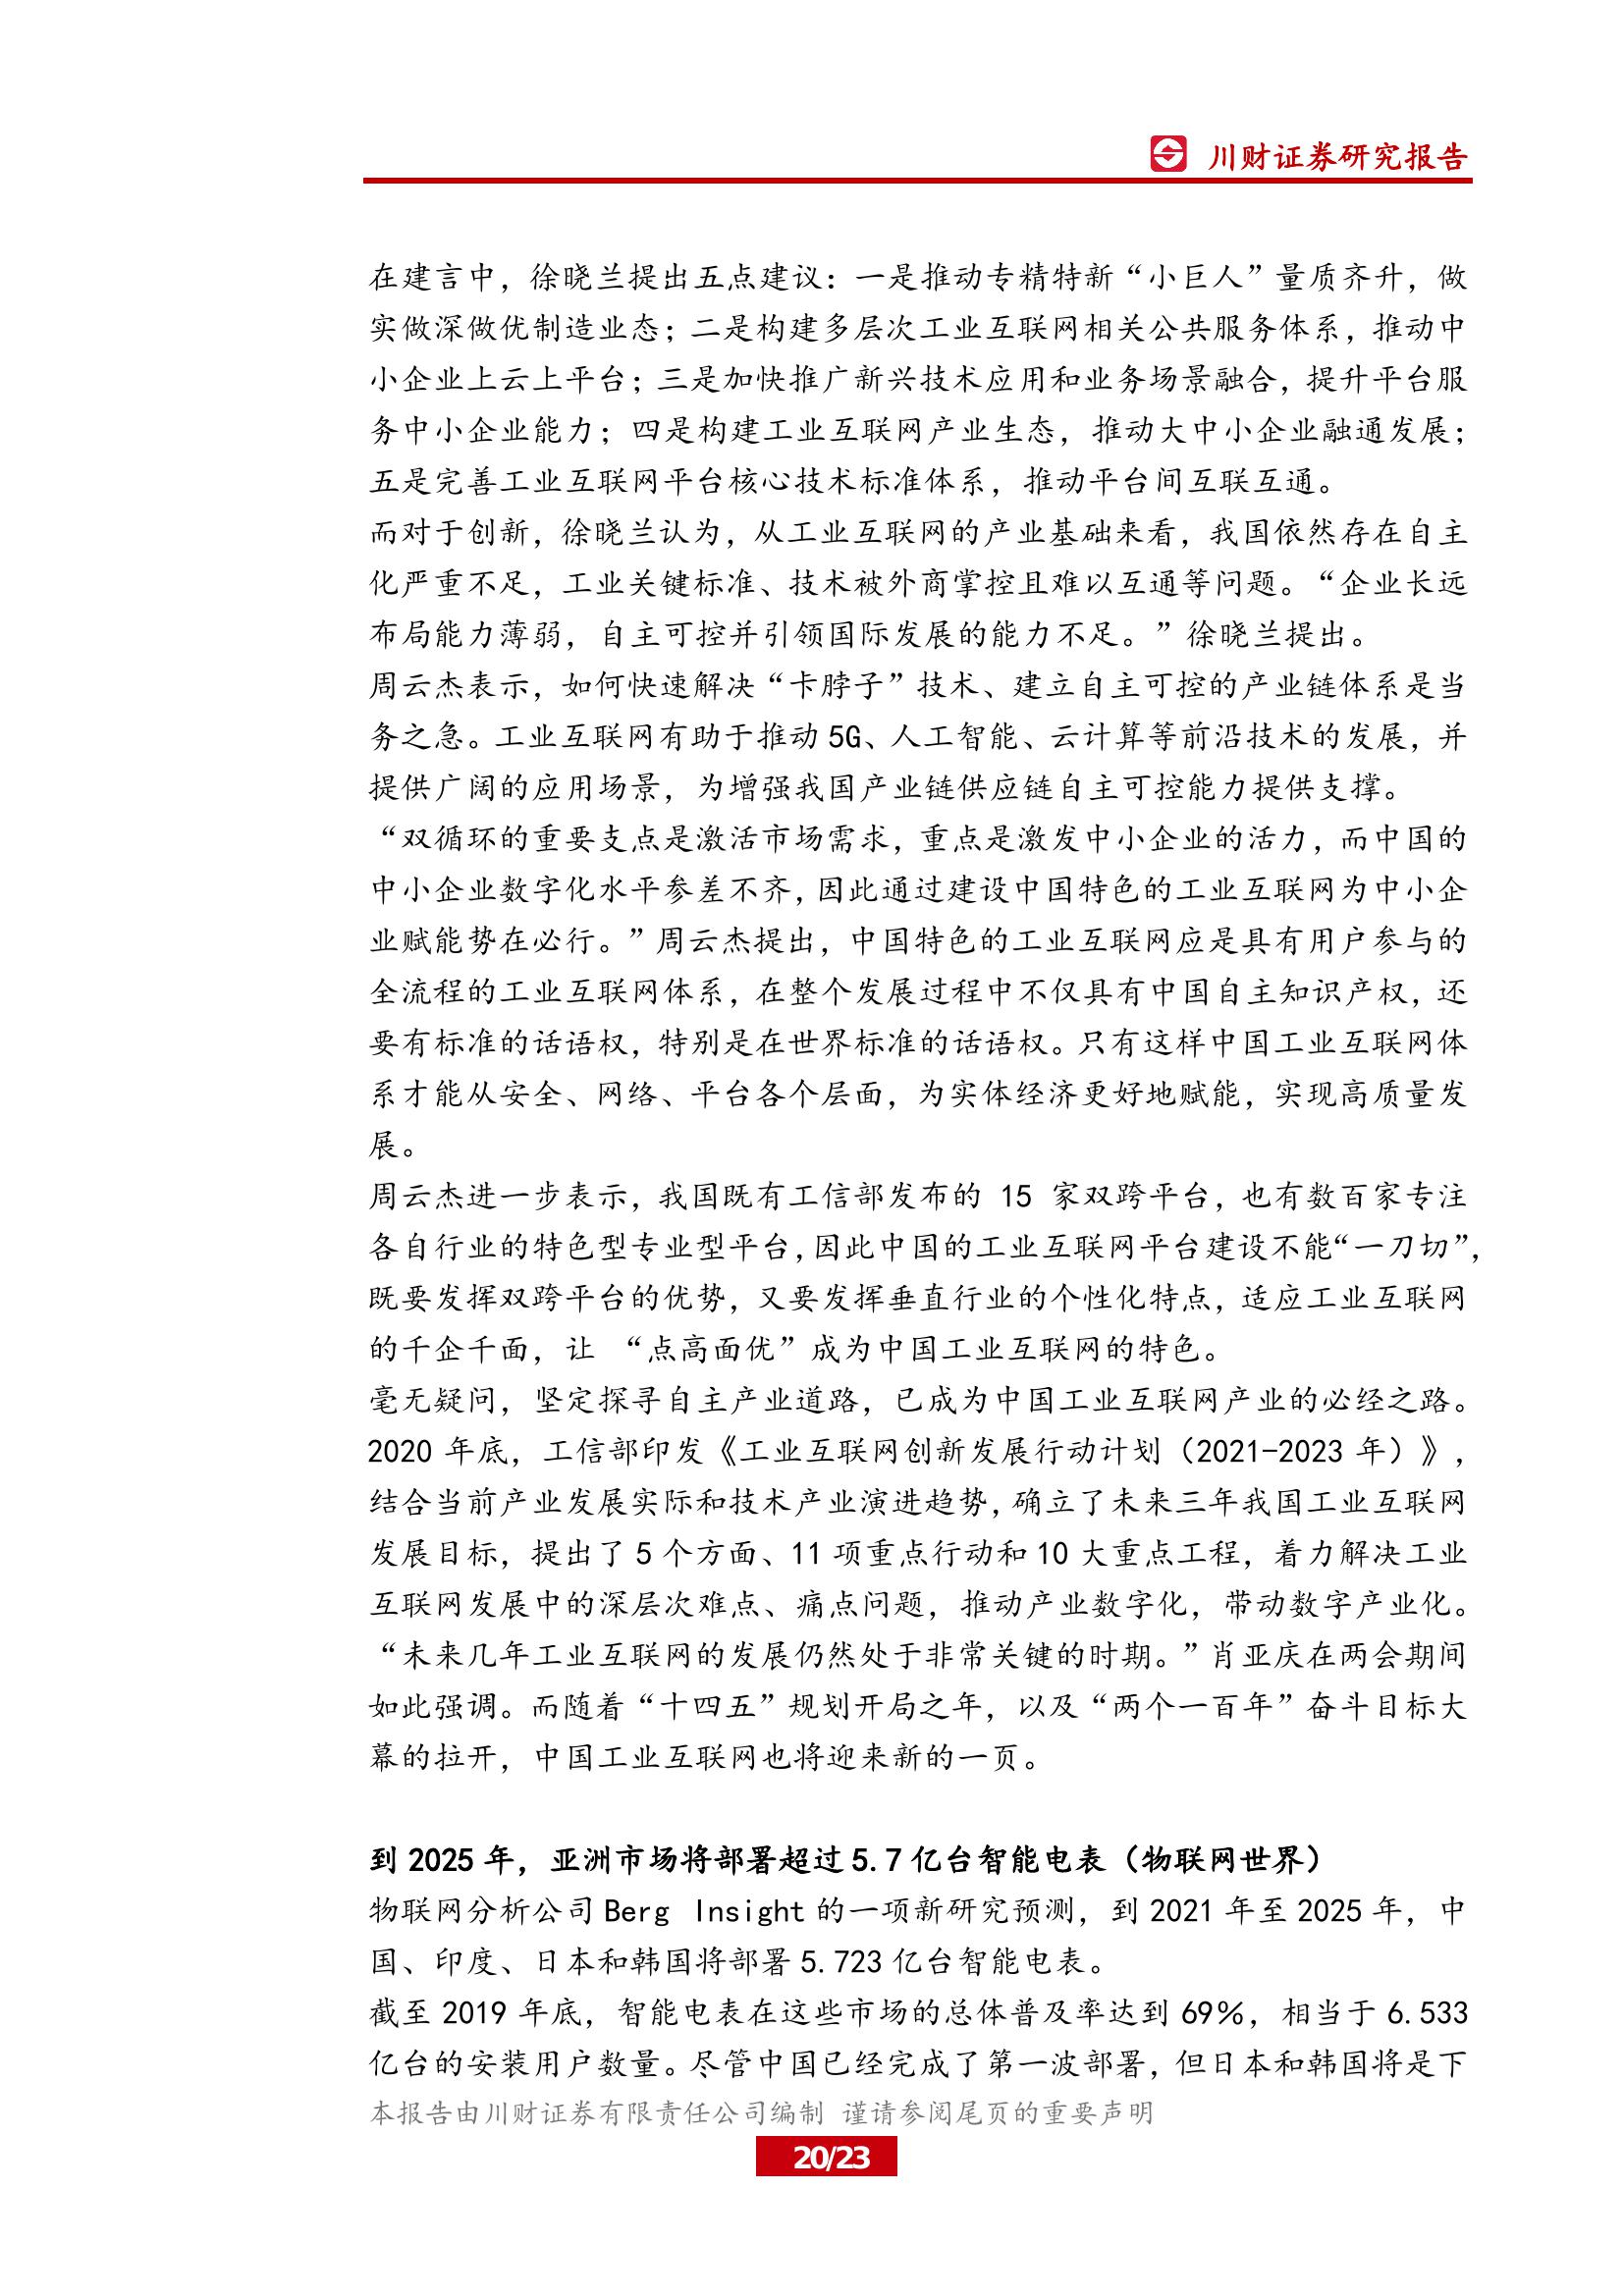 川财证券研究报告
在建言中，徐晓兰提出五点建议：一是推动专精特新“小巨人”量质齐升，做
实做深做优制造业态；二是构建多层次工业互联网相关公共服务体系，推动中
小企业上云上平台；三是加快推广新兴技术应用和业务场景融合，提升平台服
务中小企业能力；四是构建工业互联网产业生态，推动大中小企业融通发展；
五是完善工业互联网平台核心技术标准体系，推动平台间互联互通。
而对于创新，徐晓兰认为，从工业互联网的产业基础来看，我国依然存在自主
化严重不足，工业关键标准、技术被外商掌控且难以互通等问题。“企业长远
布局能力薄弱，自主可控并引领国际发展的能力不足。”徐晓兰提出。
周云杰表示，如何快速解决“卡脖子”技术、建立自主可控的产业链体系是当
务之急。工业互联网有助于推动 5G、人工智能、云计算等前沿技术的发展，并
提供广阔的应用场景，为增强我国产业链供应链自主可控能力提供支撑。
“双循环的重要支点是激活市场需求，重点是激发中小企业的活力，而中国的
中小企业数字化水平参差不齐，因此通过建设中国特色的工业互联网为中小企
业赋能势在必行。”周云杰提出，中国特色的工业互联网应是具有用户参与的
全流程的工业互联网体系，在整个发展过程中不仅具有中国自主知识产权，还
要有标准的话语权，特别是在世界标准的话语权。只有这样中国工业互联网体
系才能从安全、网络、平台各个层面，为实体经济更好地赋能，实现高质量发
展。
周云杰进一步表示，我国既有工信部发布的 15 家双跨平台，也有数百家专注
各自行业的特色型专业型平台，因此中国的工业互联网平台建设不能“一刀切”，
既要发挥双跨平台的优势，又要发挥垂直行业的个性化特点，适应工业互联网
的千企千面，让 “点高面优”成为中国工业互联网的特色。
毫无疑问，坚定探寻自主产业道路，已成为中国工业互联网产业的必经之路。
2020 年底，工信部印发《工业互联网创新发展行动计划（2021-2023 年）》，
结合当前产业发展实际和技术产业演进趋势，确立了未来三年我国工业互联网
发展目标，提出了 5 个方面、11 项重点行动和 10 大重点工程，着力解决工业
互联网发展中的深层次难点、痛点问题，推动产业数字化，带动数字产业化。
“未来几年工业互联网的发展仍然处于非常关键的时期。”肖亚庆在两会期间
如此强调。而随着“十四五”规划开局之年，以及“两个一百年”奋斗目标大
幕的拉开，中国工业互联网也将迎来新的一页。
到 2025 年，亚洲市场将部署超过 5.7 亿台智能电表（物联网世界）
物联网分析公司 Berg Insight 的一项新研究预测，到 2021 年至 2025 年，中
国、印度、日本和韩国将部署 5.723 亿台智能电表。
截至 2019 年底，智能电表在这些市场的总体普及率达到 69%，相当于 6.533
亿台的安装用户数量。尽管中国已经完成了第一波部署，但日本和韩国将是下
本报告由川财证券有限责任公司编制 谨请参阅尾页的重要声明
20/23